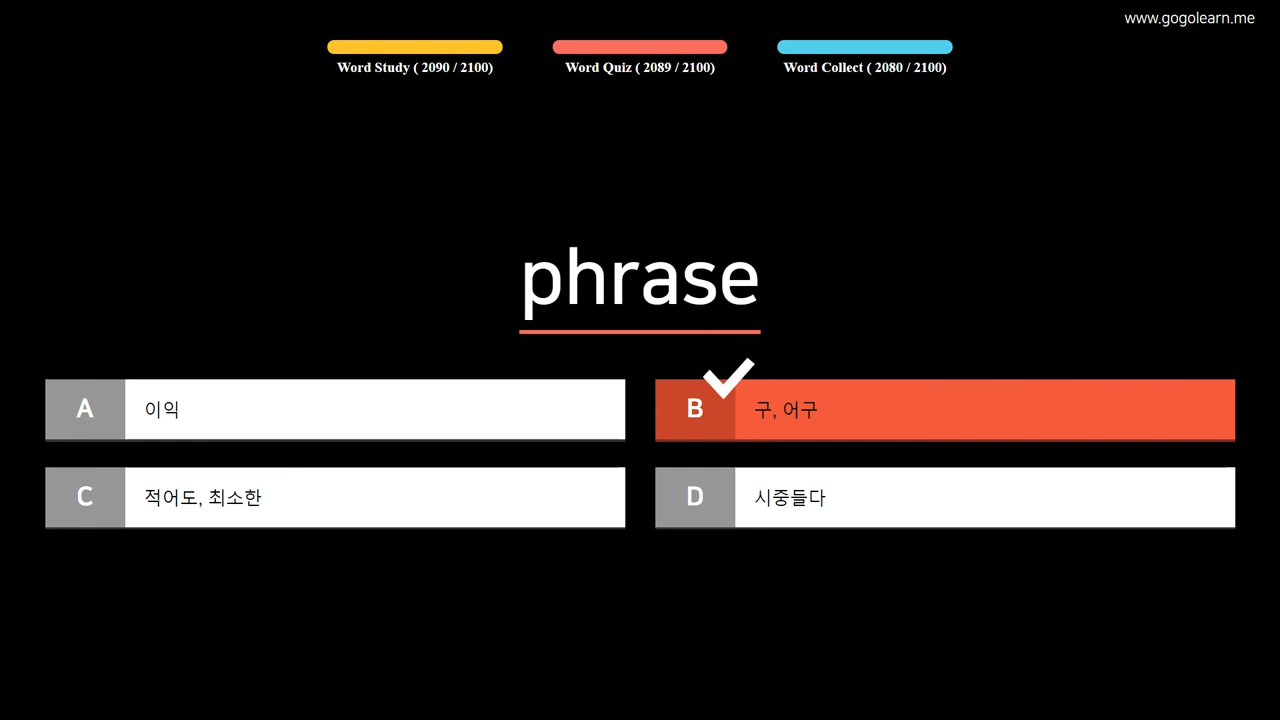 www.gogolearn.me
Word Study ( 2090 / 2100)
Word Quiz ( 2089 / 2100)
Word Collect ( 2080 / 2100)
phrase
A 이익
B 구, 어구
C 적어도, 최소한
D 시중들다